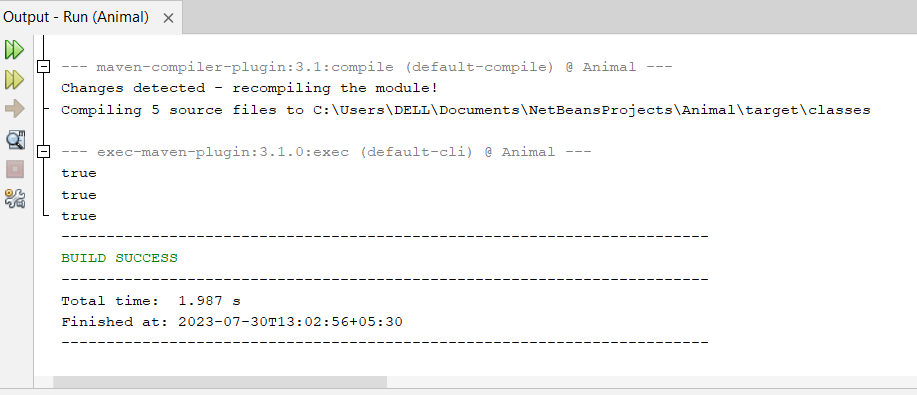 Output - Run (Animal) ×
--- maven-compiler-plugin:3.1:compile (default-compile) @ Animal ---
Changes detected - recompiling the module!
Compiling 5 source files to C:\Users\DELL\Documents\NetBeansProjects\Animal\target\classes
--- exec-maven-plugin:3.1.0:exec (default-cli) @ Animal ---
true
true
true
------------------------------------------------------------------------
BUILD SUCCESS
------------------------------------------------------------------------
Total time:  1.987 s
Finished at: 2023-07-30T13:02:56+05:30
------------------------------------------------------------------------